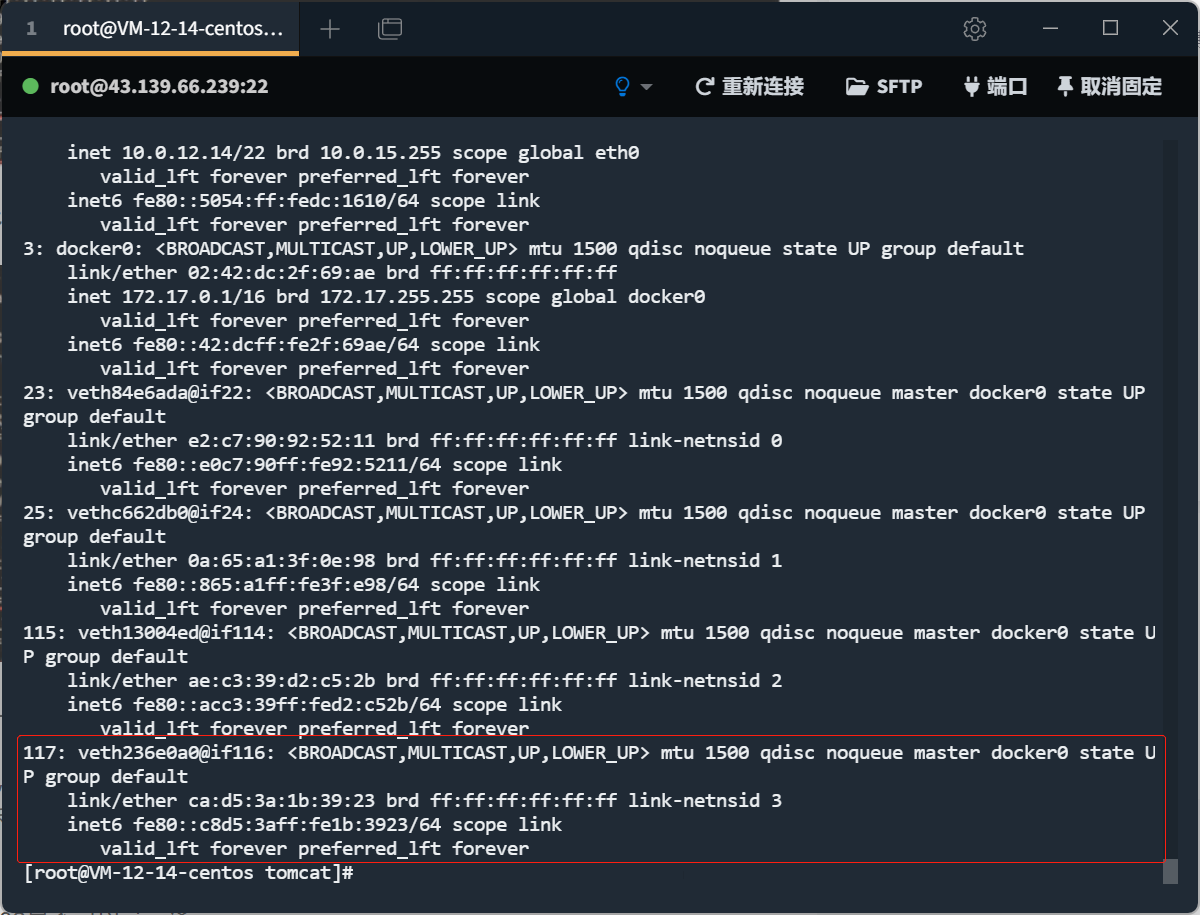 1 root@VM-12-14-centos...
root@43.139.66.239:22 重新连接 SFTP 端口 取消固定
inet 10.0.12.14/22 brd 10.0.15.255 scope global eth0
valid_lft forever preferred_lft forever
inet6 fe80::5054:ff:fedc:1610/64 scope link
valid_lft forever preferred_lft forever
3: docker0: <BROADCAST,MULTICAST,UP,LOWER_UP> mtu 1500 qdisc noqueue state UP group default
link/ether 02:42:dc:2f:69:ae brd ff:ff:ff:ff:ff:ff
inet 172.17.0.1/16 brd 172.17.255.255 scope global docker0
valid_lft forever preferred_lft forever
inet6 fe80::42:dcff:fe2f:69ae/64 scope link
valid_lft forever preferred_lft forever
23: veth84e6ada@if22: <BROADCAST,MULTICAST,UP,LOWER_UP> mtu 1500 qdisc noqueue master docker0 state UP
group default
link/ether e2:c7:90:92:52:11 brd ff:ff:ff:ff:ff:ff link-netnsid 0
inet6 fe80::e0c7:90ff:fe92:5211/64 scope link
valid_lft forever preferred_lft forever
25: vethc662db0@if24: <BROADCAST,MULTICAST,UP,LOWER_UP> mtu 1500 qdisc noqueue master docker0 state UP
group default
link/ether 0a:65:a1:3f:0e:98 brd ff:ff:ff:ff:ff:ff link-netnsid 1
inet6 fe80::865:a1ff:fe3f:e98/64 scope link
valid_lft forever preferred_lft forever
115: veth13004ed@if114: <BROADCAST,MULTICAST,UP,LOWER_UP> mtu 1500 qdisc noqueue master docker0 state U
P group default
link/ether ae:c3:39:d2:c5:2b brd ff:ff:ff:ff:ff:ff link-netnsid 2
inet6 fe80::acc3:39ff:fed2:c52b/64 scope link
valid_lft forever preferred_lft forever
117: veth236e0a0@if116: <BROADCAST,MULTICAST,UP,LOWER_UP> mtu 1500 qdisc noqueue master docker0 state U
P group default
link/ether ca:d5:3a:1b:39:23 brd ff:ff:ff:ff:ff:ff link-netnsid 3
inet6 fe80::c8d5:3aff:fe1b:3923/64 scope link
valid_lft forever preferred_lft forever
[root@VM-12-14-centos tomcat]#